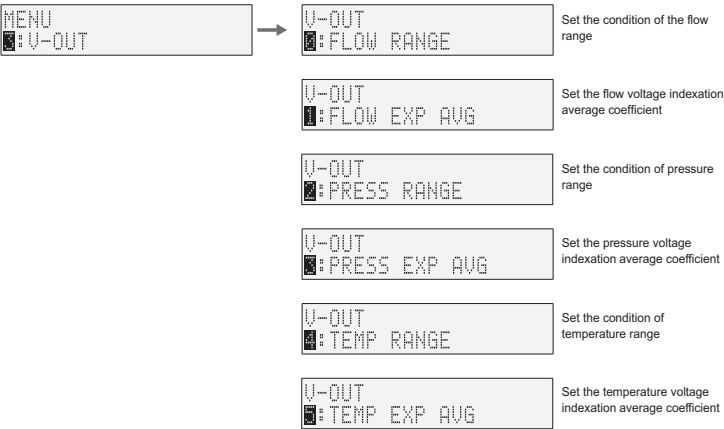 MENU
3:V-OUT
V-OUT
0:FLOW RANGE
Set the condition of the flow
range
V-OUT
1:FLOW EXP AVG
Set the flow voltage indexation
average coefficient
V-OUT
2:PRESS RANGE
Set the condition of pressure
range
V-OUT
3:PRESS EXP AVG
Set the pressure voltage
indexation average coefficient
V-OUT
4:TEMP RANGE
Set the condition of
temperature range
V-OUT
5:TEMP EXP AVG
Set the temperature voltage
indexation average coefficient